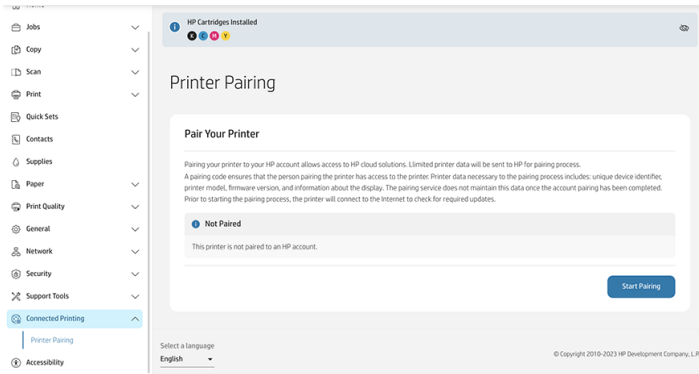 Home
Jobs
Copy
Scan
Print
Quick Sets
Contacts
Supplies
Paper
Print Quality
General
Network
Security
Support Tools
Connected Printing
Printer Pairing
Accessibility
HP Cartridges Installed
K C M Y
Printer Pairing
Pair Your Printer
Pairing your printer to your HP account allows access to HP cloud solutions. Llimited printer data will be sent to HP for pairing process.
A pairing code ensures that the person pairing the printer has access to the printer. Printer data necessary to the pairing process includes: unique device identifier,
printer model, firmware version, and information about the display. The pairing service does not maintain this data once the account pairing has been completed.
Prior to starting the pairing process, the printer will connect to the Internet to check for required updates.
Not Paired
This printer is not paired to an HP account.
Start Pairing
Select a language
English
© Copyright 2010-2023 HP Development Company, L.P